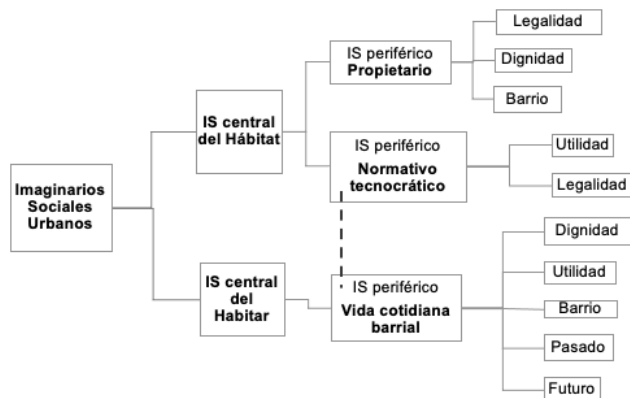 Imaginarios
Sociales
Urbanos
IS central
del Hábitat
IS periférico
Propietario
Legalidad
Dignidad
Barrio
IS periférico
Normativo
tecnocrático
Utilidad
Legalidad
IS central
del
Habitar
IS periférico
Vida cotidiana
barrial
Dignidad
Utilidad
Barrio
Pasado
Futuro